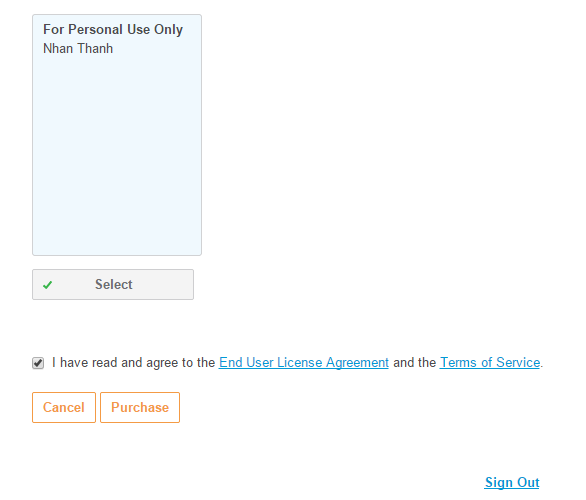 For Personal Use Only
Nhan Thanh
Select
I have read and agree to the End User License Agreement and the Terms of Service.
Cancel Purchase
Sign Out